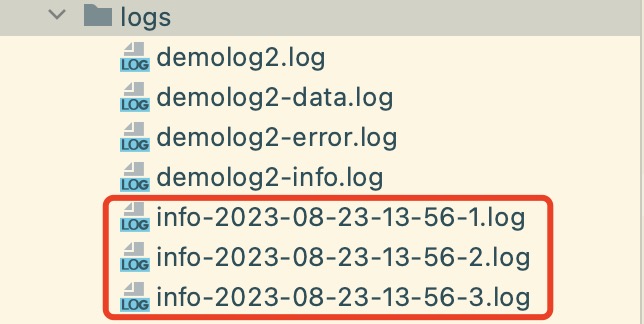 logs
LOG demolog2.log
LOG demolog2-data.log
LOG demolog2-error.log
LOG demolog2-info.log
LOG info-2023-08-23-13-56-1.log
LOG info-2023-08-23-13-56-2.log
LOG info-2023-08-23-13-56-3.log